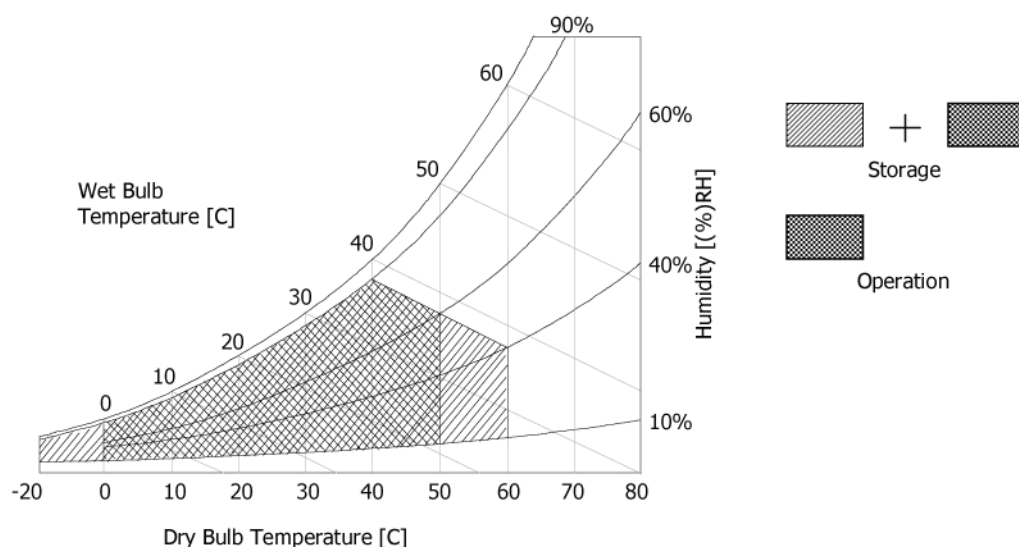 90%
60
60%
50
Wet Bulb
Temperature [C]
Storage
40
40%
Humidity [(%)RH]
30
Operation
20
10
0
10%
-20 0 10 20 30 40 50 60 70 80
Dry Bulb Temperature [C]